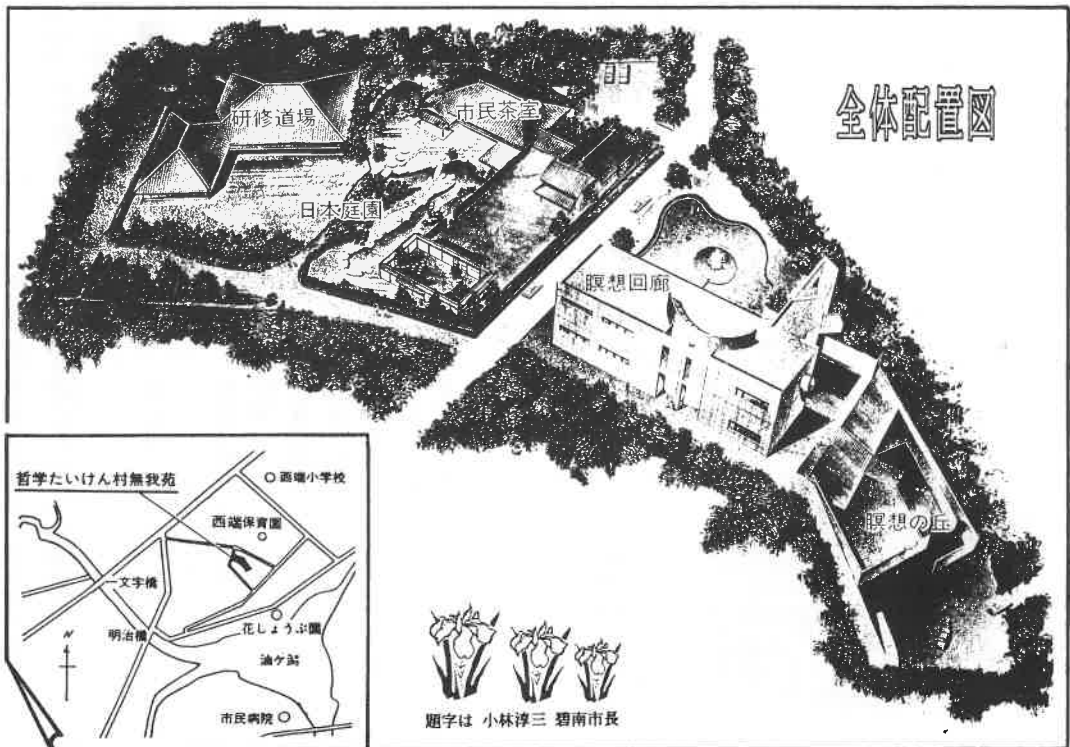 全体配置図
研修道場
市民茶室
日本庭園
瞑想回廊
瞑想の丘
哲学たいけん村無我苑
西端小学校
西端保育園
一文字橋
明治橋
花しょうぶ園
油ケ淵
N
市民病院
題字は 小林淳三 碧南市長